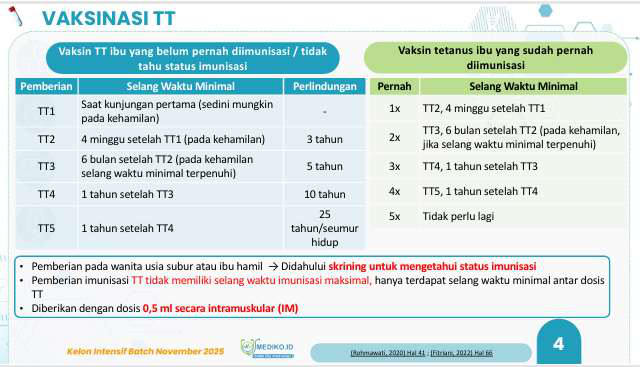 VAKSINASI TT
Vaksin TT ibu yang belum pernah diimunisasi / tidak
tahu status imunisasi
Pemberian Selang Waktu Minimal Perlindungan
TT1 Saat kunjungan pertama (sedini mungkin
pada kehamilan) -
TT2 4 minggu setelah TT1 (pada kehamilan) 3 tahun
TT3 6 bulan setelah TT2 (pada kehamilan
selang waktu minimal terpenuhi) 5 tahun
TT4 1 tahun setelah TT3 10 tahun
TT5 1 tahun setelah TT4 25
tahun/seumur
hidup
Vaksin tetanus ibu yang sudah pernah
diimunisasi
Pernah Selang Waktu Minimal
1x TT2, 4 minggu setelah TT1
2x TT3, 6 bulan setelah TT2 (pada kehamilan,
jika selang waktu minimal terpenuhi)
3x TT4, 1 tahun setelah TT3
4x TT5, 1 tahun setelah TT4
5x Tidak perlu lagi
• Pemberian pada wanita usia subur atau ibu hamil → Didahului skrining untuk mengetahui status imunisasi
• Pemberian imunisasi TT tidak memiliki selang waktu imunisasi maksimal, hanya terdapat selang waktu minimal antar dosis
TT
• Diberikan dengan dosis 0,5 ml secara intramuskular (IM)
Kelon Intensif Batch November 2025
MEDIKO.ID
(Rohmawati, 2020) Hal 41 ; (Fitriani, 2022) Hal 66
4